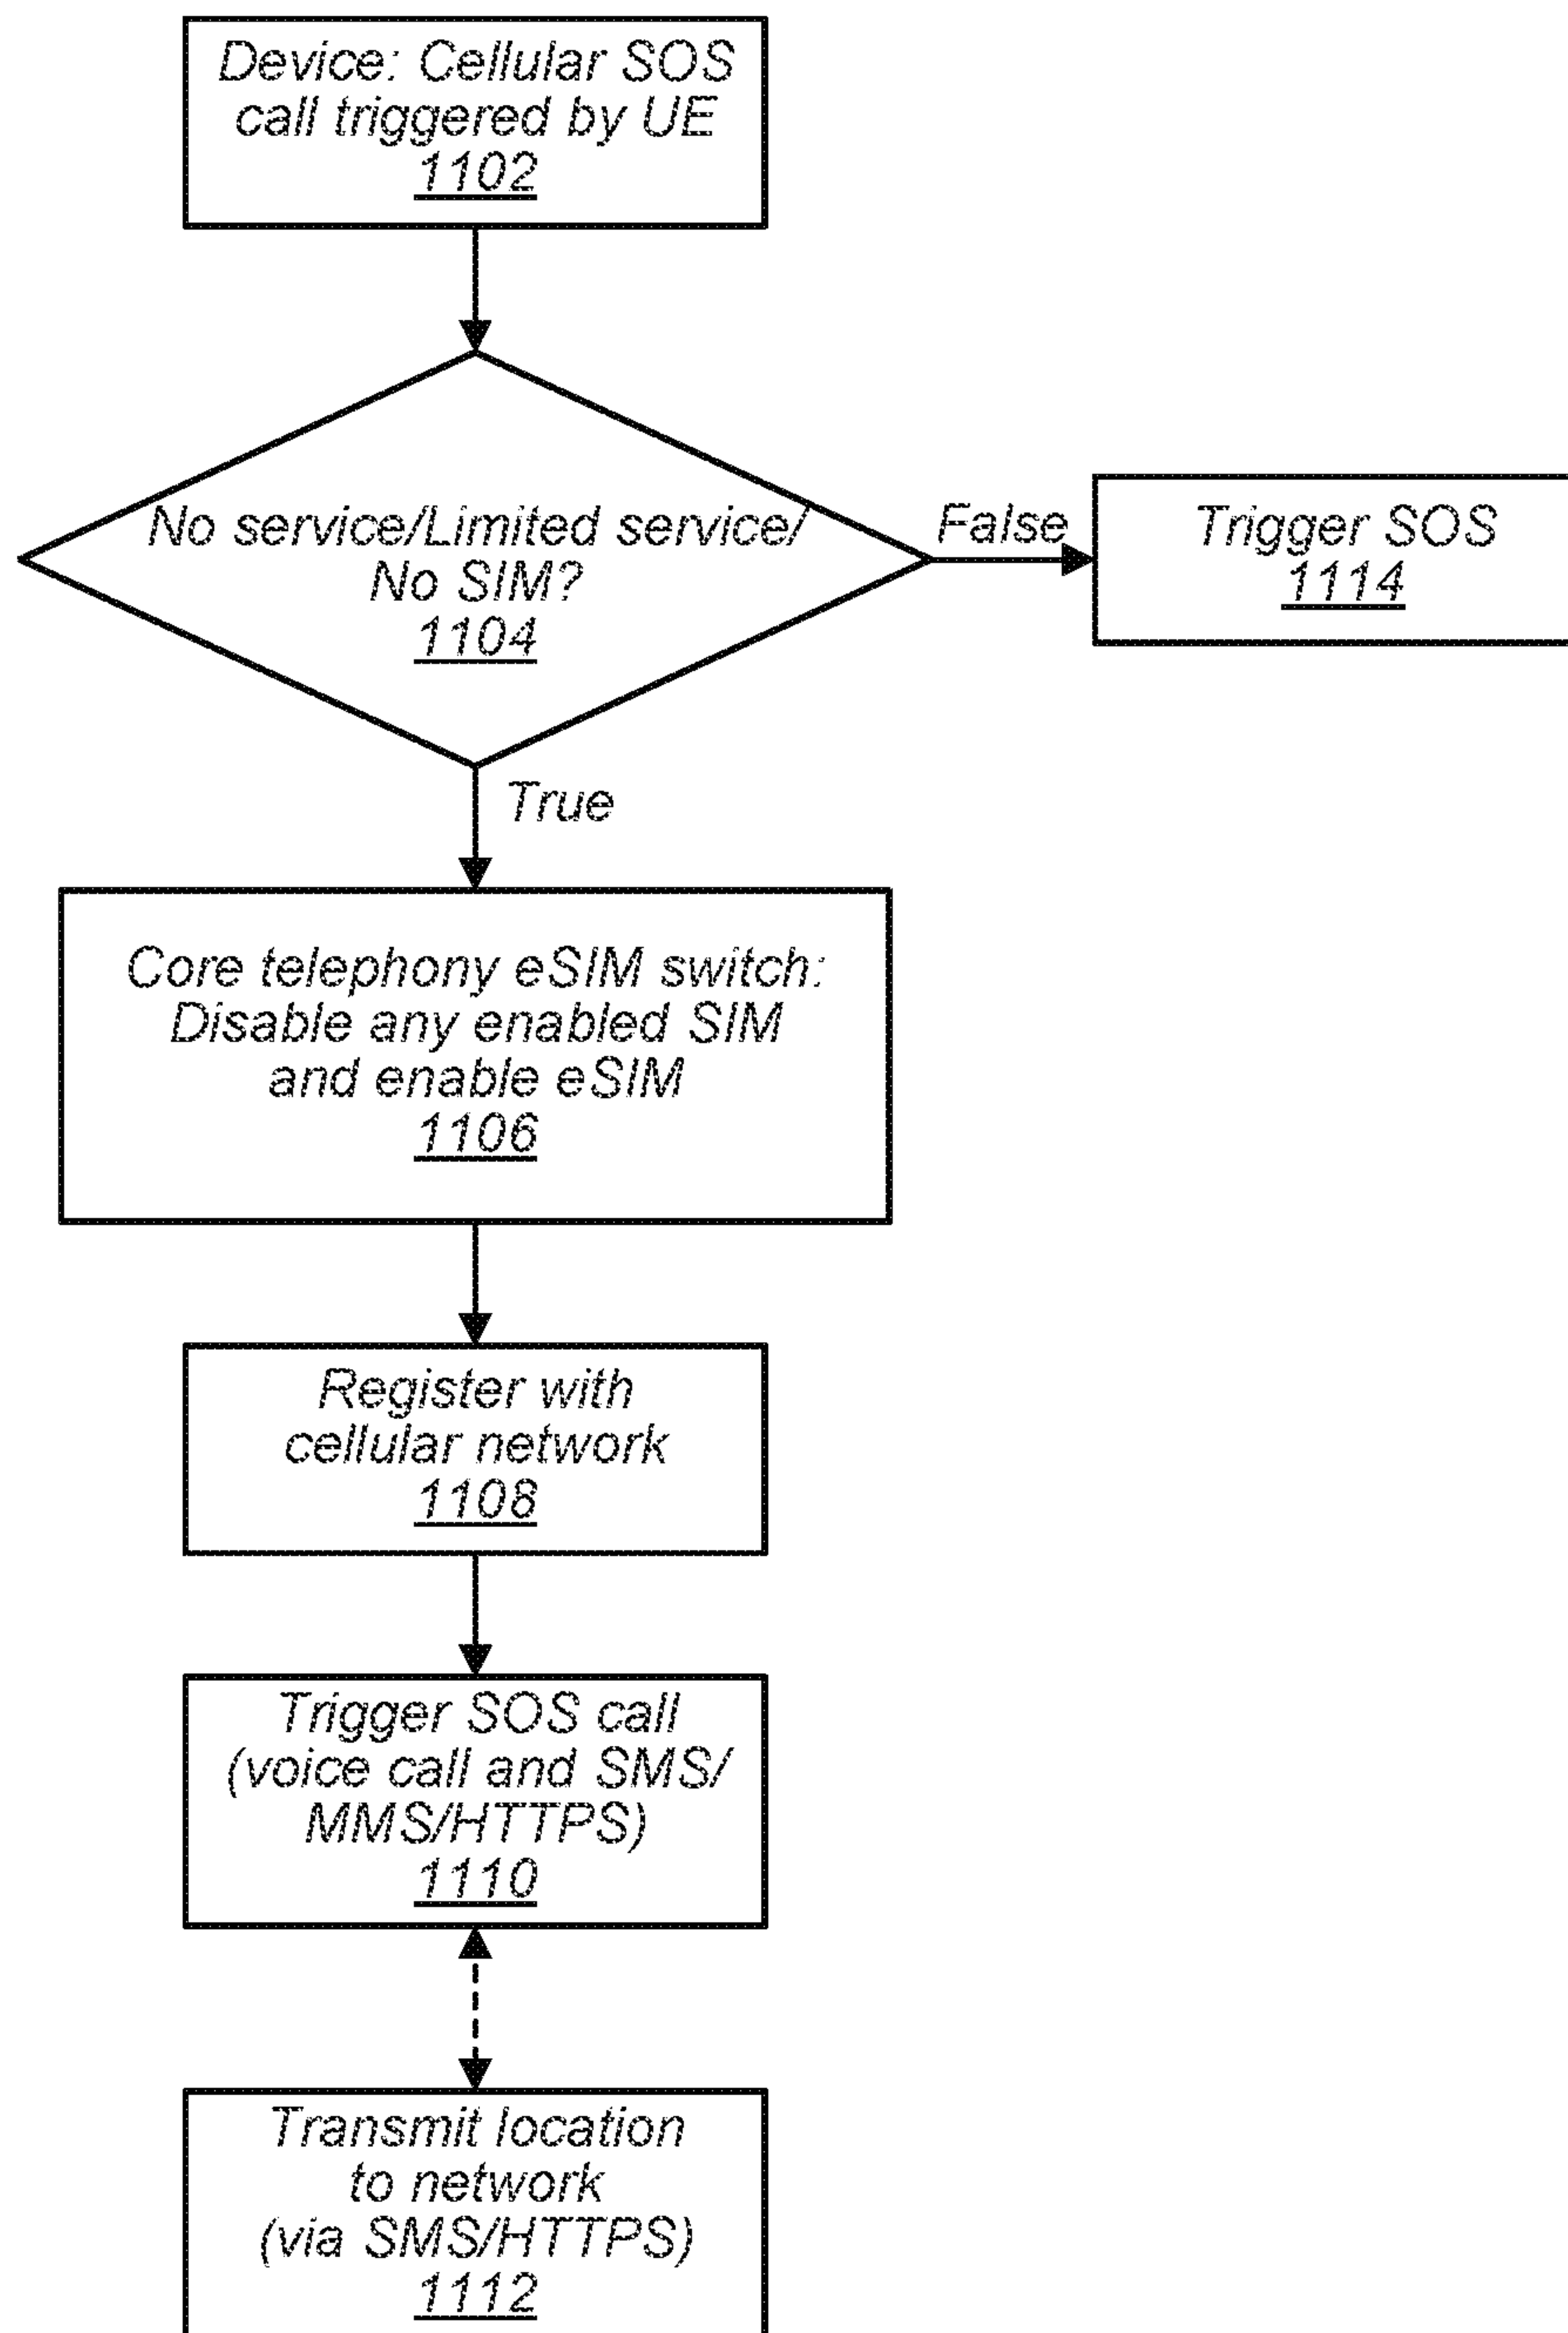 Device: Cellular SOS
call triggered by UE
1102
No service/Limited service/
No SIM?
1104
False
Trigger SOS
1114
True
Core telephony eSIM switch:
Disable any enabled SIM
and enable eSIM
1106
Register with
cellular network
1108
Trigger SOS call
(voice call and SMS/
MMS/HTTPS)
1110
Transmit location
to network
(via SMS/HTTPS)
1112